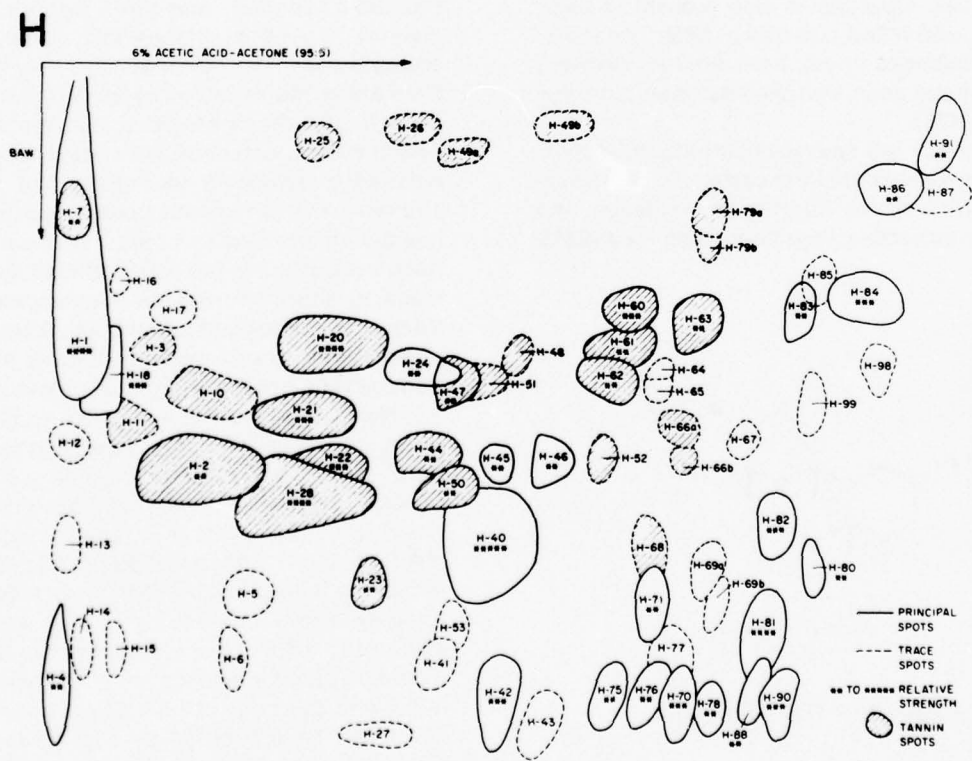 H
6% ACETIC ACID-ACETONE (95:5)
BAW
H-25
H-26
H-49a
H-49b
H-91
**
H-86
**
H-87
H-7
**
H-79a
H-79b
H-16
H-17
H-85
H-84
***
H-83
**
H-60
***
H-63
**
H-1
****
H-3
H-20
****
H-61
**
H-48
H-24
**
H-18
***
H-47
**
H-51
H-62
**
H-64
H-65
H-98
H-99
H-10
H-21
***
H-11
H-12
H-66a
H-67
H-66b
H-2
**
H-22
***
H-28
****
H-44
**
H-50
**
H-45
**
H-46
**
H-52
H-40
*****
H-82
***
H-13
H-68
H-69a
H-69b
H-80
**
H-5
H-23
**
H-71
**
H-14
H-15
H-4
**
H-6
H-53
H-41
H-77
H-81
****
H-42
***
H-43
H-75
**
H-76
**
H-70
***
H-78
**
H-88
**
H-90
***
H-27
PRINCIPAL
SPOTS
TRACE
SPOTS
** TO ***** RELATIVE
STRENGTH
TANNIN
SPOTS